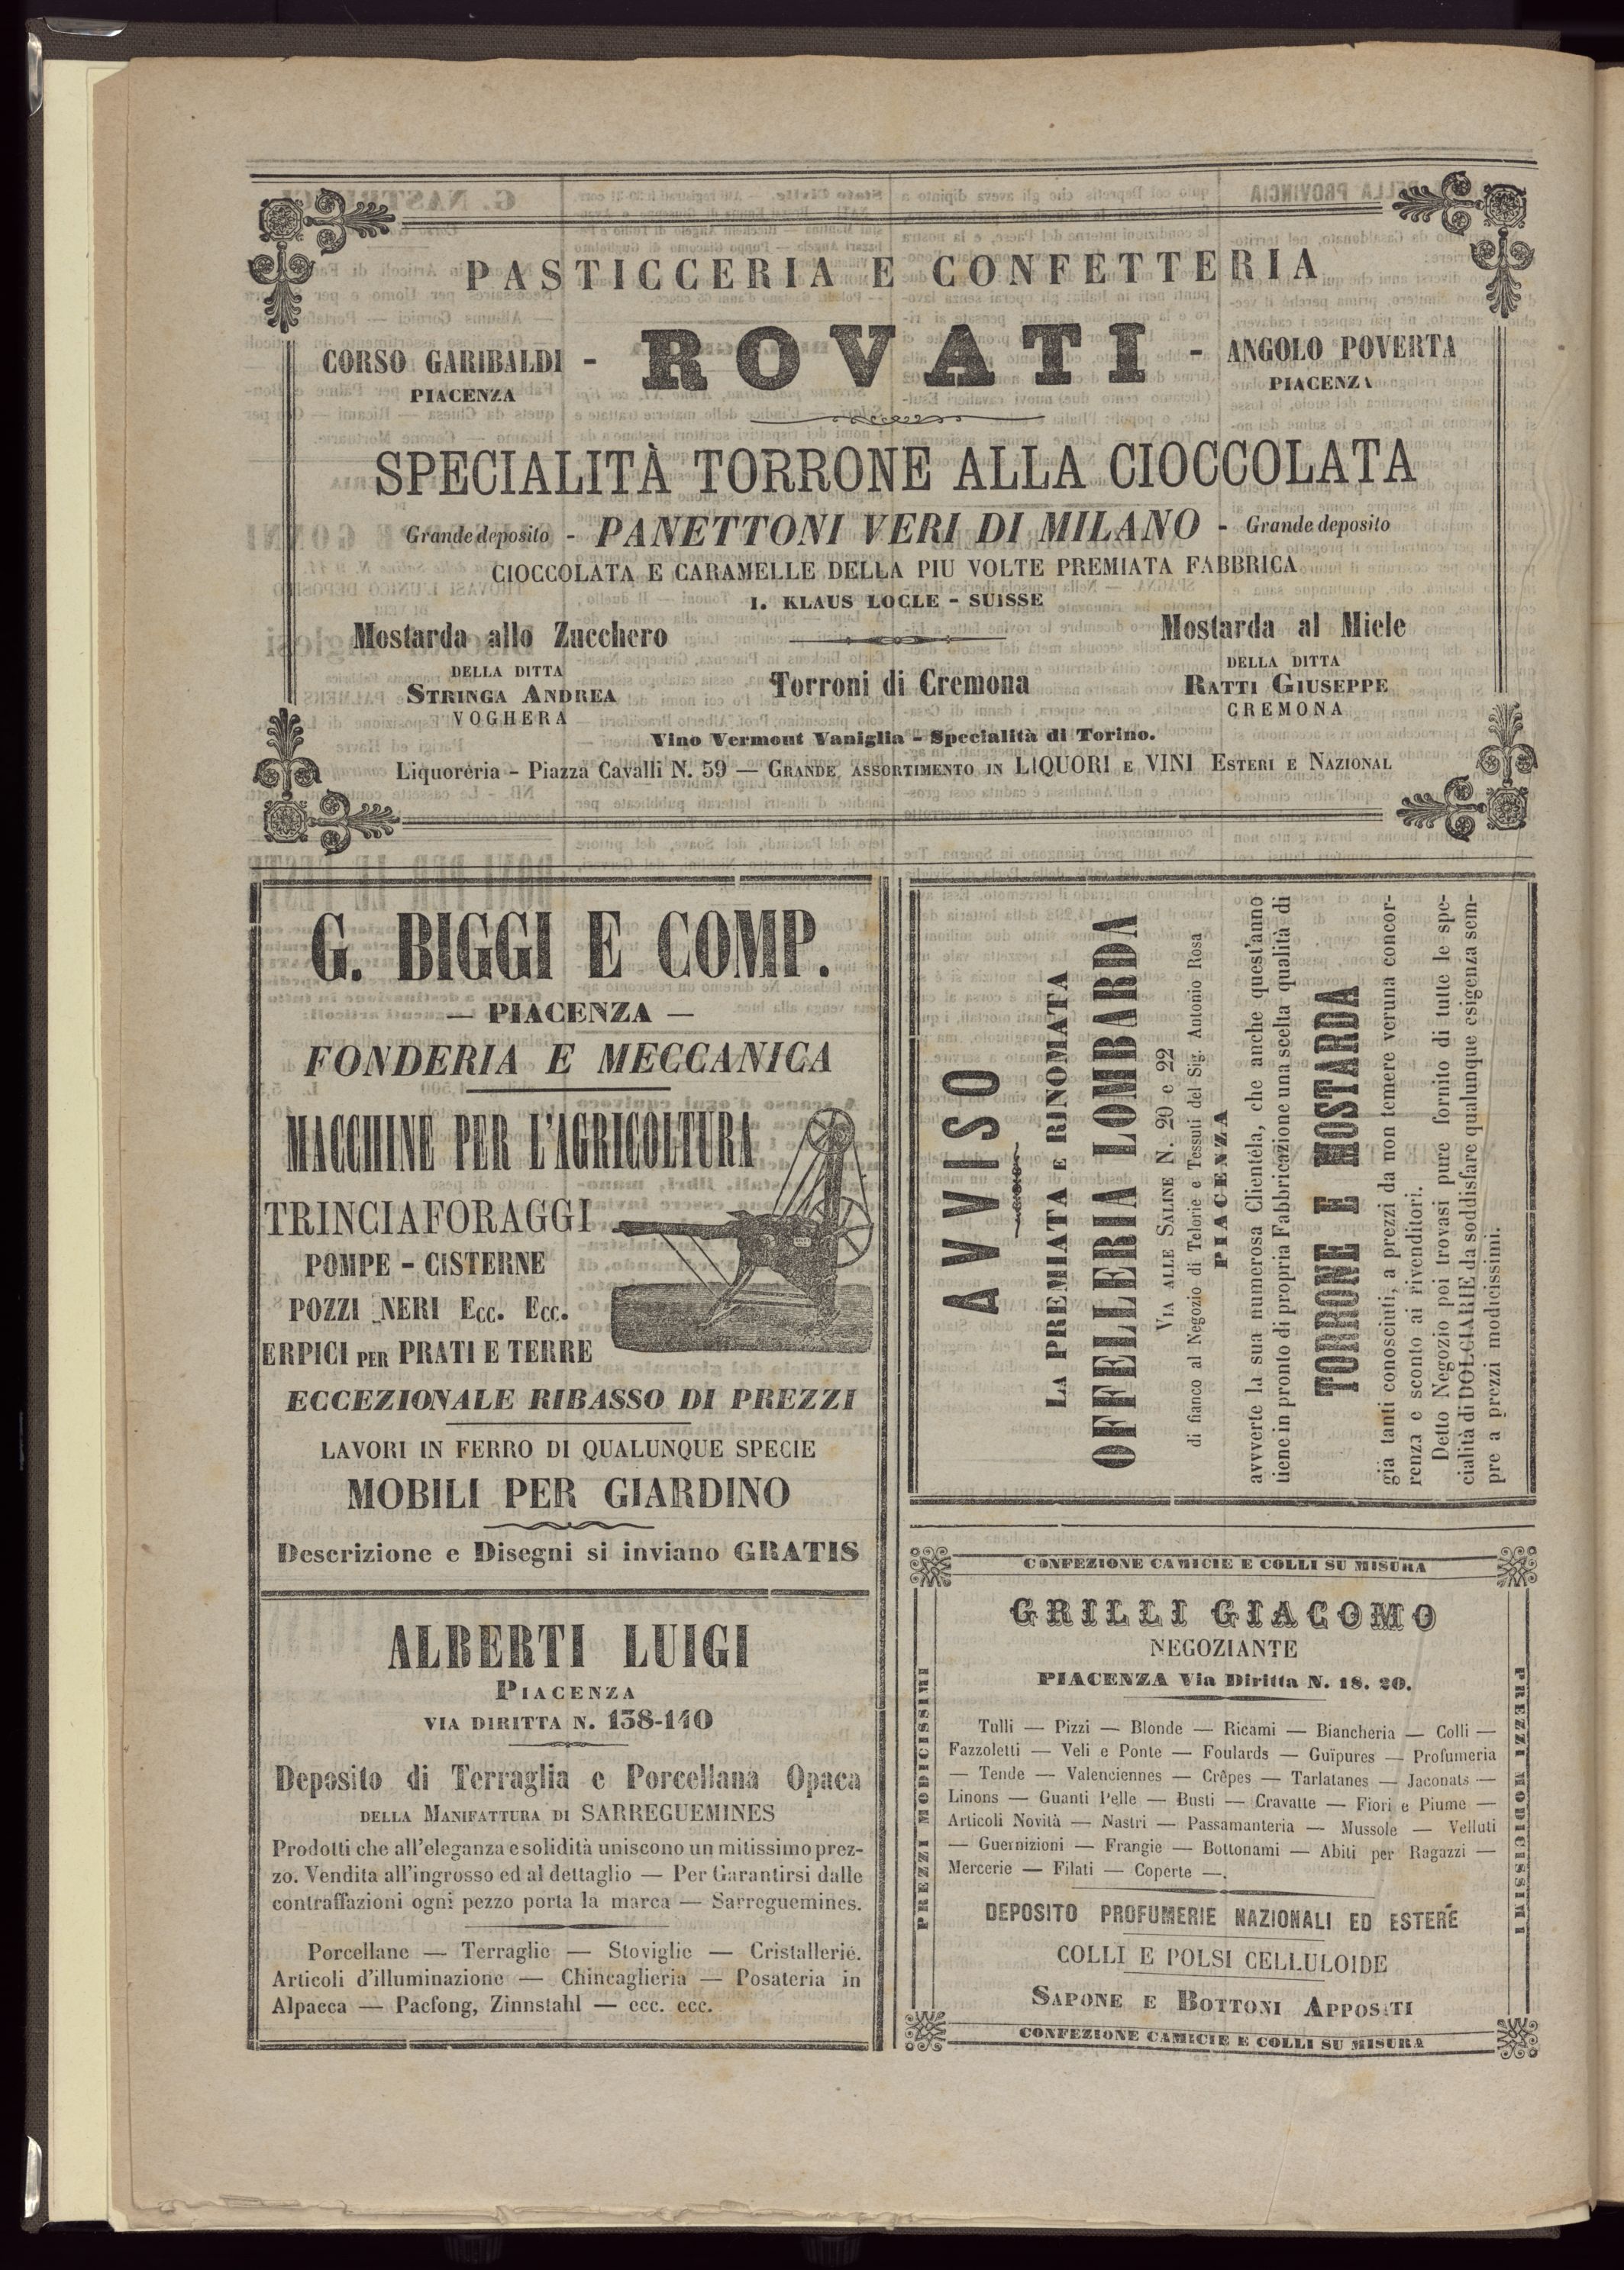 PASTICCERIA E CONFETTERIA
CORSO GARIBALDI - ROVATI - ANGOLO POVERTA
PIACENZA
PIACENZA
SPECIALITÀ TORRONE ALLA CIOCCOLATA
Grande deposito - PANETTONI VERI DI MILANO - Grande deposito
CIOCCOLATA E CARAMELLE DELLA PIU VOLTE PREMIATA FABBRICA
I. KLAUS LOCLE - SUISSE
Mostarda allo Zucchero
DELLA DITTA
STRINGA ANDREA
VOGHERA
Torroni di Cremona
Mostarda al Miele
DELLA DITTA
RATTI GIUSEPPE
CREMONA
Vino Vermout Vaniglia - Specialità di Torino.
Liquoreria - Piazza Cavalli N. 59 — GRANDE ASSORTIMENTO IN LIQUORI E VINI ESTERI E NAZIONAL
G. BIGGI E COMP.
— PIACENZA —
FONDERIA E MECCANICA
MACCHINE PER L'AGRICOLTURA
TRINCIAFORAGGI
POMPE - CISTERNE
POZZI NERI ECC. ECC.
ERPICI PER PRATI E TERRE
ECCEZIONALE RIBASSO DI PREZZI
LAVORI IN FERRO DI QUALUNQUE SPECIE
MOBILI PER GIARDINO
Descrizione e Disegni si inviano GRATIS
ALBERTI LUIGI
PIACENZA
VIA DIRITTA N. 138-140
Deposito di Terraglia e Porcellana Opaca
DELLA MANIFATTURA DI SARREGUEMINES
Prodotti che all'eleganza e solidità uniscono un mitissimo prez-
zo. Vendita all'ingrosso ed al dettaglio — Per Garantirsi dalle
contraffazioni ogni pezzo porta la marca — Sarreguemines.
Porcellane — Terraglie — Stoviglie — Cristallerie.
Articoli d'illuminazione — Chincaglieria — Posateria in
Alpacca — Pacfong, Zinnstahl — ecc. ecc.
AVVISO
LA PREMIATA E RINOMATA
OFFELLERIA LOMBARDA
VIA ALLE SALINE N. 20 e 22
di fianco al Negozio di Telerie e Tessuti del Sig. Antonio Rosa
PIACENZA
avverte la sua numerosa Clientela, che anche quest'anno
tiene in pronto di propria Fabbricazione una scelta qualità di
TORRONE E MOSTARDA
già tanti conosciuti, a prezzi da non temere veruna concor-
renza e sconto ai rivenditori.
Detto Negozio poi trovasi pure fornito di tutte le spe-
cialità di DOLCIARIE da soddisfare qualunque esigenza sem-
pre a prezzi modicissimi.
CONFEZIONE CAMICIE E COLLI SU MISURA
PREZZI MODICISSIMI
GRILLI GIACOMO
NEGOZIANTE
PIACENZA Via Diritta N. 18. 20.
Tulli — Pizzi — Blonde — Ricami — Biancheria — Colli —
Fazzoletti — Veli e Ponte — Foulards — Guipures — Profumeria
— Tende — Valenciennes — Crêpes — Tarlatanes — Jaconats —
Linons — Guanti Pelle — Busti — Cravatte — Fiori e Piume —
Articoli Novità — Nastri — Passamanteria — Mussole — Velluti
— Guernizioni — Frangie — Bottonami — Abiti per Ragazzi —
Mercerie — Filati — Coperte —.
DEPOSITO PROFUMERIE NAZIONALI ED ESTERE
COLLI E POLSI CELLULOIDE
SAPONE E BOTTONI APPOSITI
PREZZI MODICISSIMI
CONFEZIONE CAMICIE E COLLI SU MISURA